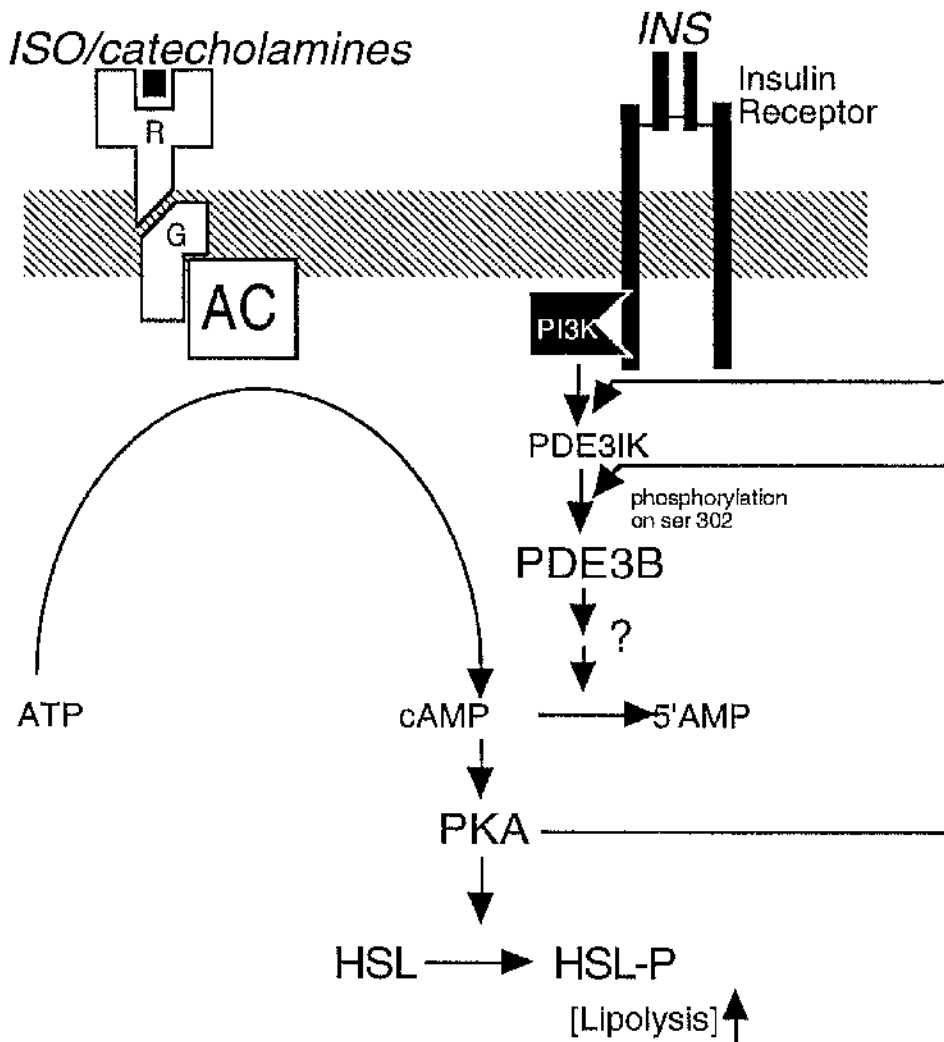 ISO/catecholamines
INS
Insulin
Receptor
R
G
AC
PI3K
PDE3IK
phosphorylation
on ser 302
PDE3B
?
ATP
cAMP
5'AMP
PKA
HSL
HSL-P
[Lipolysis]